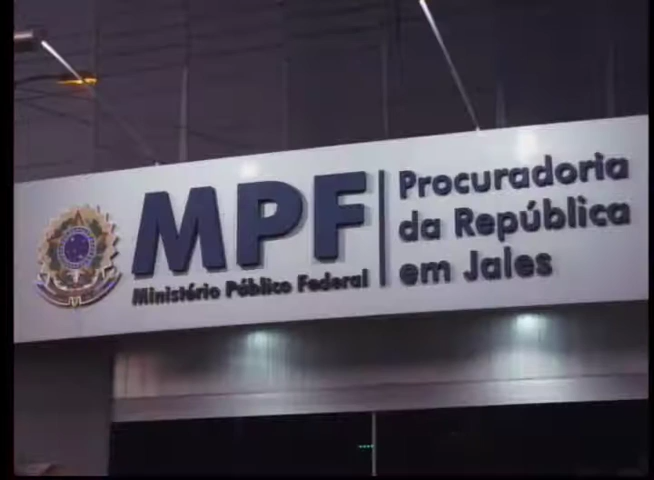 MPF
Ministério Público Federal
Procuradoria
da República
em Jales